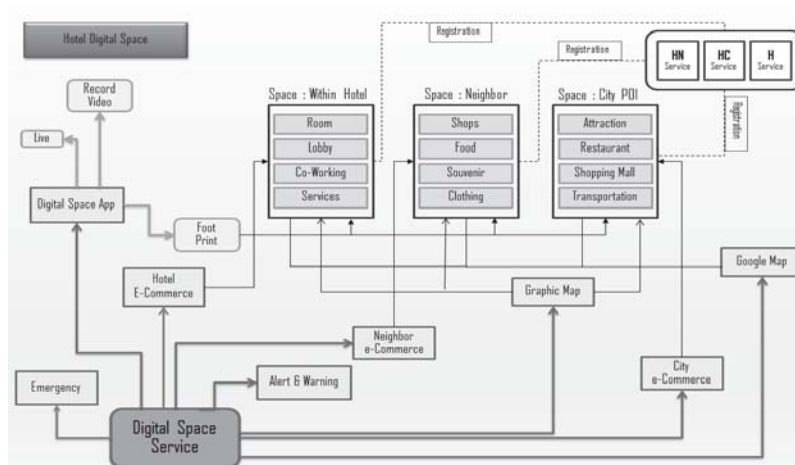 Hotel Digital Space
Registration
Registration
HN
Service
HC
Service
H
Service
Registration
Record
Video
Live
Digital Space App
Foot
Print
Space : Within Hotel
Room
Lobby
Co-Working
Services
Space : Neighbor
Shops
Food
Souvenir
Clothing
Space : City POI
Attraction
Restaurant
Shopping Mall
Transportation
Hotel
E-Commerce
Graphic Map
Google Map
Neighbor
e-Commerce
City
e-Commerce
Emergency
Alert & Warning
Digital Space
Service